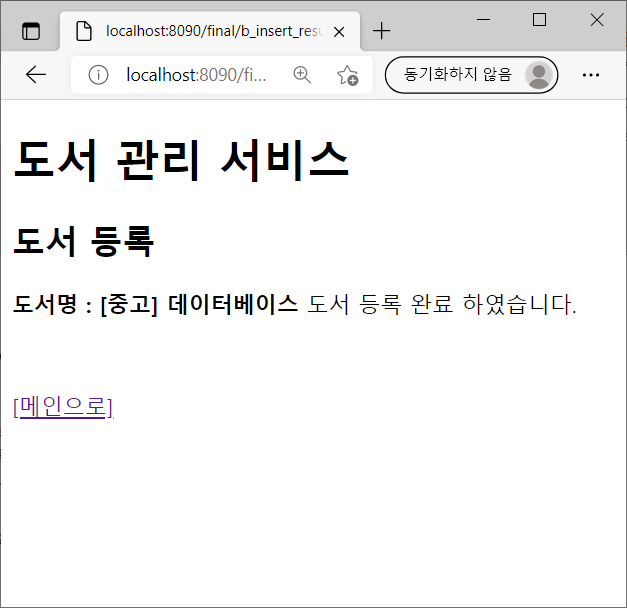 localhost:8090/final/b_insert_resu
localhost:8090/fi...
동기화하지 않음
도서 관리 서비스
도서 등록
도서명 : [중고] 데이터베이스 도서 등록 완료 하였습니다.
[메인으로]